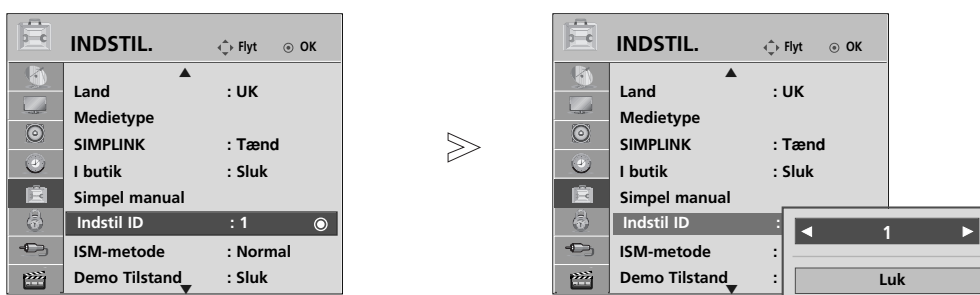 INDSTIL. Flyt OK
Land : UK
Medietype
SIMPLINK : Tænd
I butik : Sluk
Simpel manual
Indstil ID : 1
ISM-metode : Normal
Demo Tilstand : Sluk
INDSTIL. Flyt OK
Land : UK
Medietype
SIMPLINK : Tænd
I butik : Sluk
Simpel manual
Indstil ID :
ISM-metode :
Demo Tilstand :
1
Luk